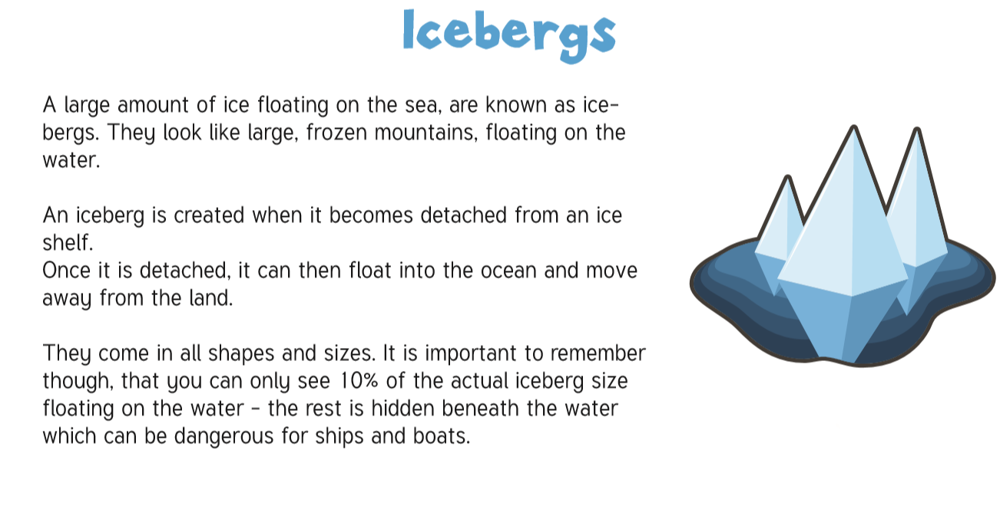 Icebergs
A large amount of ice floating on the sea, are known as ice-
bergs. They look like large, frozen mountains, floating on the
water.
An iceberg is created when it becomes detached from an ice
shelf.
Once it is detached, it can then float into the ocean and move
away from the land.
They come in all shapes and sizes. It is important to remember
though, that you can only see 10% of the actual iceberg size
floating on the water - the rest is hidden beneath the water
which can be dangerous for ships and boats.